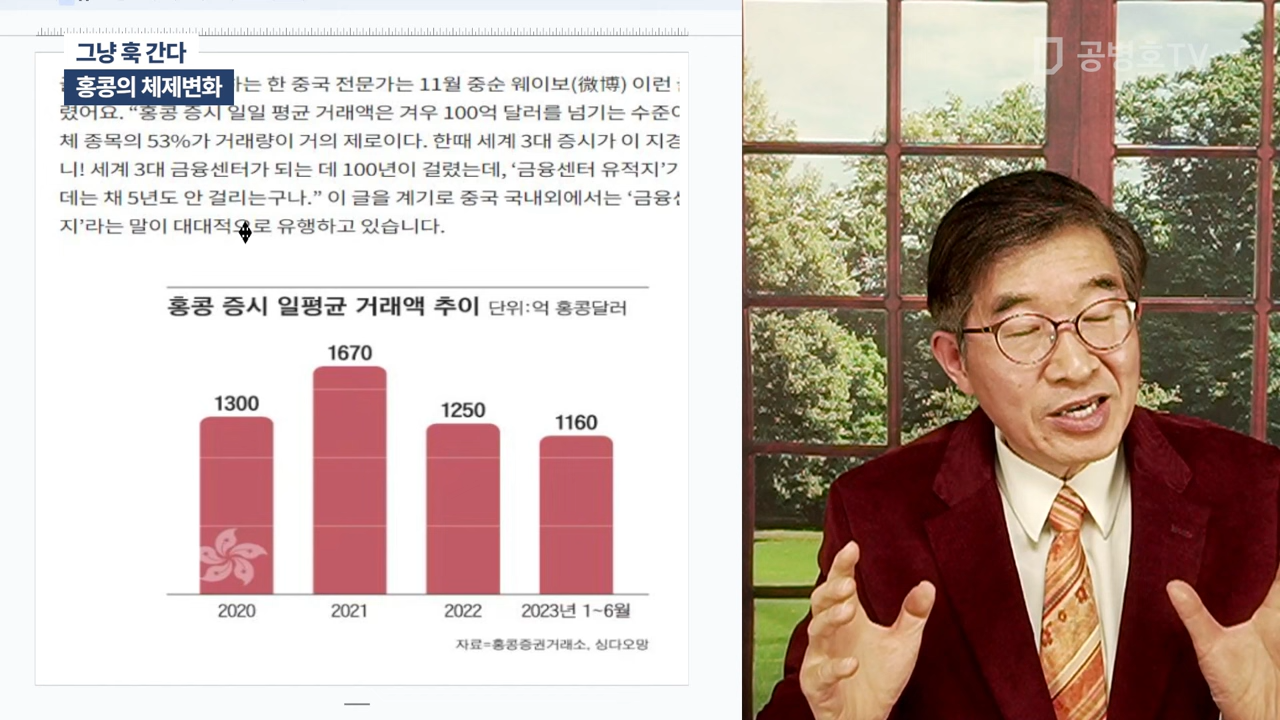 그냥 훅 간다
홍콩의 체제변화
공병호TV
하는 한 중국 전문가는 11월 중순 웨이보(微博) 이런
렸어요. “홍콩 증시 일일 평균 거래액은 겨우 100억 달러를 넘기는 수준이
체 종목의 53%가 거래량이 거의 제로이다. 한때 세계 3대 증시가 이 지경
니! 세계 3대 금융센터가 되는 데 100년이 걸렸는데, ‘금융센터 유적지’가
데는 채 5년도 안 걸리는구나.” 이 글을 계기로 중국 국내외에서는 ‘금융센
지’라는 말이 대대적으로 유행하고 있습니다.
홍콩 증시 일평균 거래액 추이 단위:억 홍콩달러
1300 1670 1250 1160
2020 2021 2022 2023년 1~6월
자료=홍콩증권거래소, 싱다오망